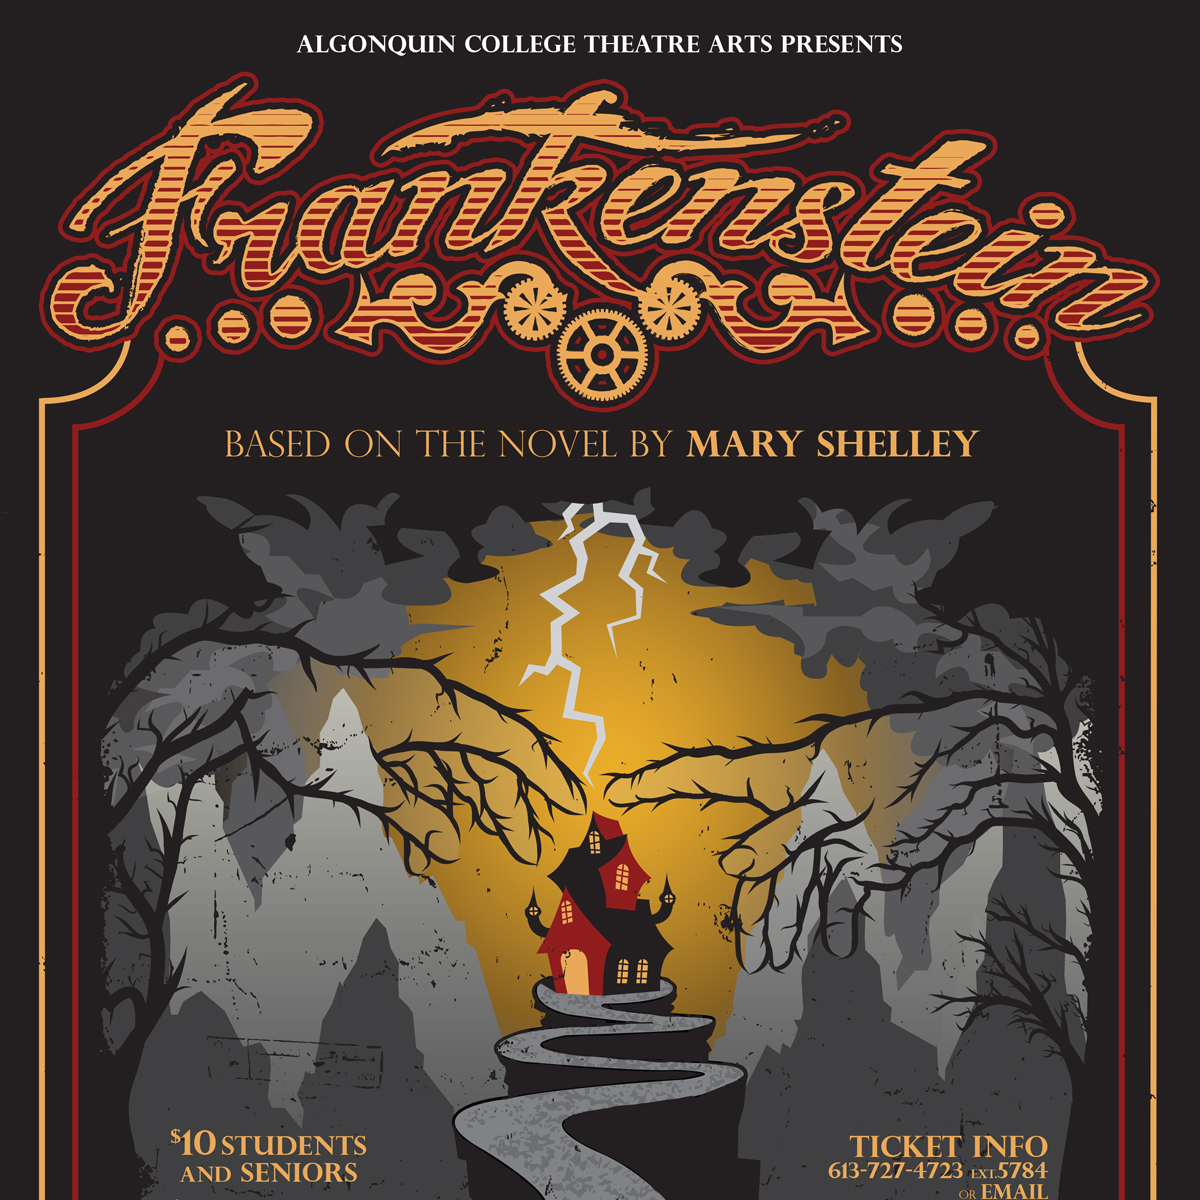 ALGONQUIN COLLEGE THEATRE ARTS PRESENTS
Frankenstein
BASED ON THE NOVEL BY MARY SHELLEY
$10 STUDENTS
AND SENIORS
TICKET INFO
613-727-4723 EXT.5784
OR EMAIL